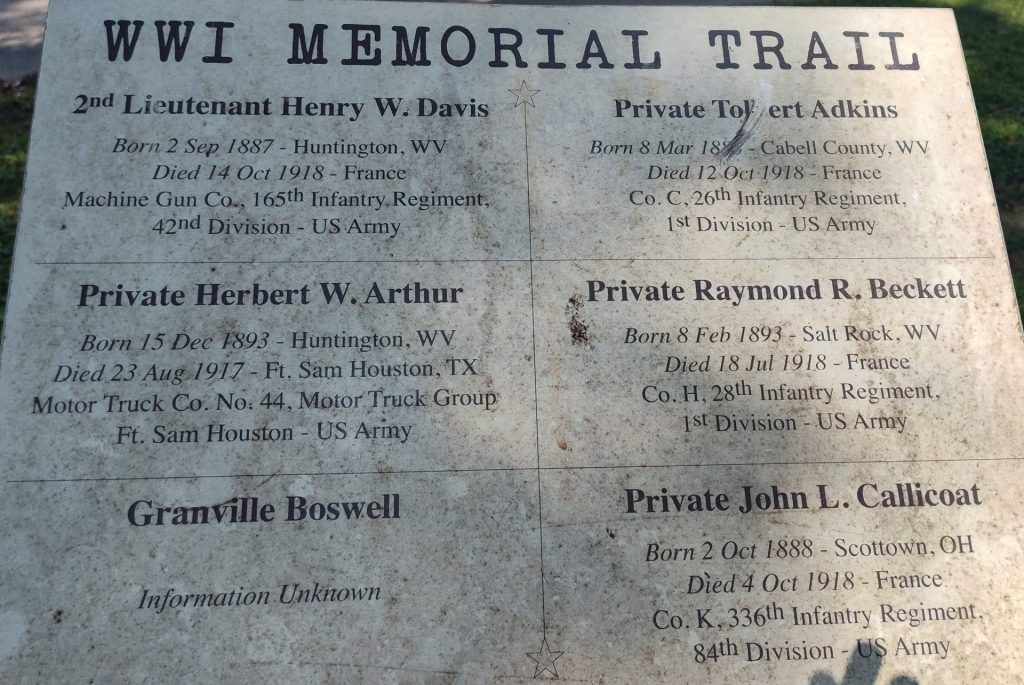 WWI MEMORIAL TRAIL
2nd Lieutenant Henry W. Davis
Born 2 Sep 1887 - Huntington, WV
Died 14 Oct 1918 - France
Machine Gun Co., 165th Infantry Regiment,
42nd Division - US Army
Private Adkins
Born 8 Mar - Cabell County, WV
Died 12 Oct 1918 - France
Co. C, 26th Infantry Regiment,
1st Division - US Army
Private Herbert W. Arthur
Born 15 Dec 1893 - Huntington, WV
Died 23 Aug 1917 - Ft. Sam Houston, TX
Motor Truck Co. No. 44, Motor Truck Group
Ft. Sam Houston - US Army
Private Raymond R. Beckett
Born 8 Feb 1893 - Salt Rock, WV
Died 18 Jul 1918 - France
Co. H, 28th Infantry Regiment,
1st Division - US Army
Granville Boswell
Information Unknown
Private John L. Callicoat
Born 2 Oct 1888 - Scottown, OH
Died 4 Oct 1918 - France
Co. K, 336th Infantry Regiment,
84th Division - US Army